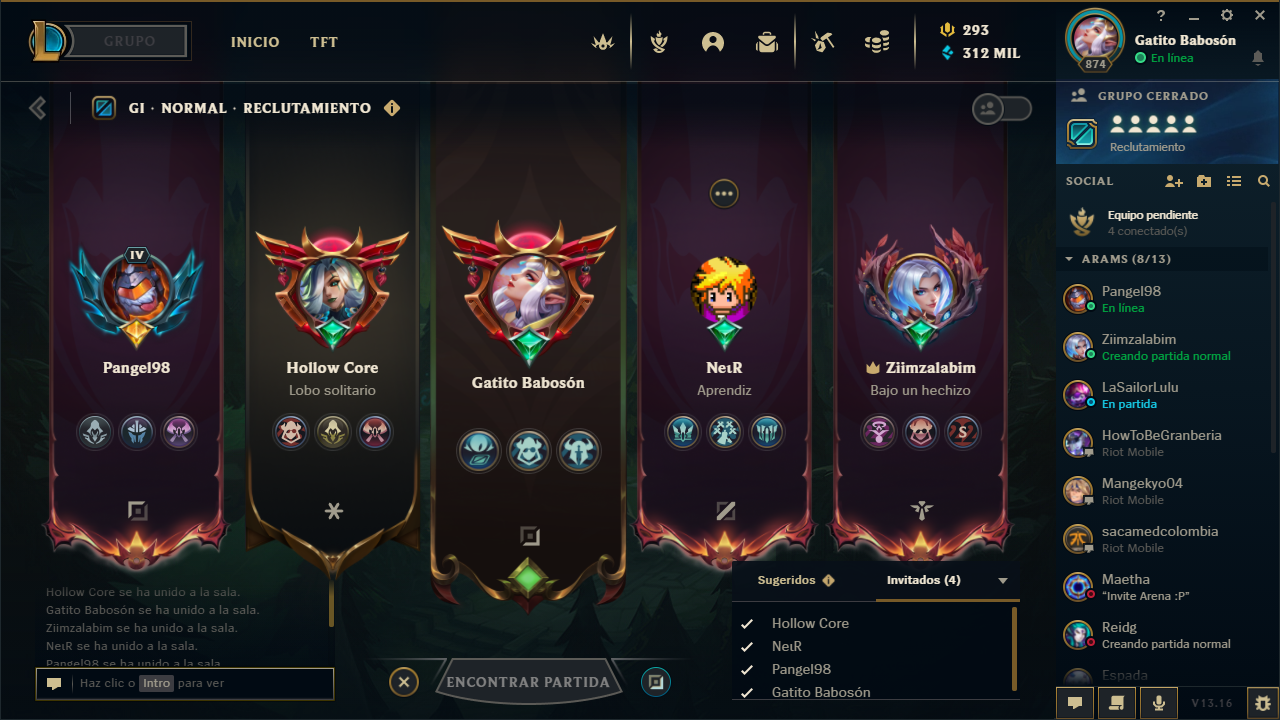 GRUPO
INICIO
TFT
293
312 MIL
?
Gatito Babosón
En línea
874
GI · NORMAL · RECLUTAMIENTO
GRUPO CERRADO
Reclutamiento
SOCIAL
Equipo pendiente
4 conectado(s)
ARAMS (8/13)
Pangel98
En línea
Ziimzalabim
Creando partida normal
LaSailorLulu
En partida
HowToBeGranberia
Riot Mobile
Mangekyo04
Riot Mobile
sacamedcolombia
Riot Mobile
Maetha
“Invite Arena :P”
Reidg
Creando partida normal
Espada
V13.16
IV
Pangel98
Hollow Core
Lobo solitario
Gatito Babosón
NeιR
Aprendiz
Ziimzalabim
Bajo un hechizo
S
Hollow Core se ha unido a la sala.
Gatito Babosón se ha unido a la sala.
Ziimzalabim se ha unido a la sala.
NeιR se ha unido a la sala.
Pangel98 se ha unido a la sala
Haz clic o Intro para ver
ENCONTRAR PARTIDA
Sugeridos
Invitados (4)
Hollow Core
NeιR
Pangel98
Gatito Babosón